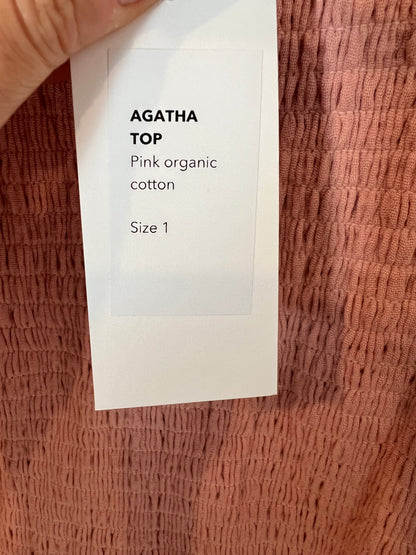 AGATHA
TOP
Pink organic
cotton
Size 1